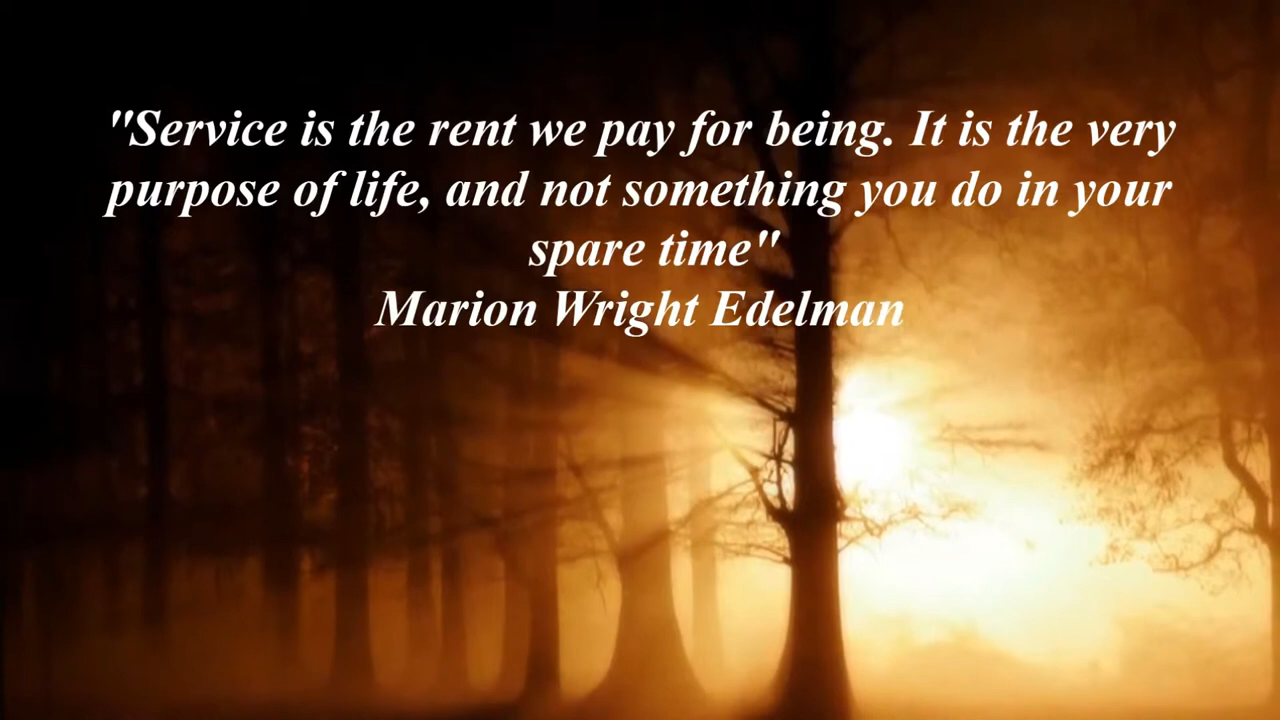 "Service is the rent we pay for being. It is the very
purpose of life, and not something you do in your
spare time"
Marion Wright Edelman